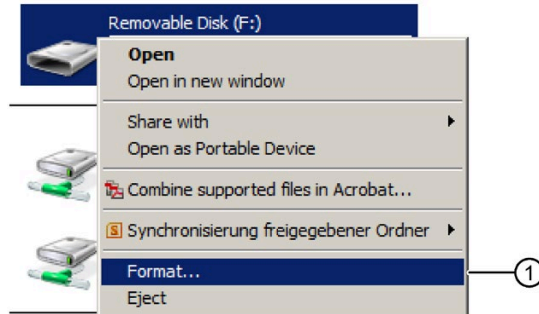 Removable Disk (F:)
Open
Open in new window
Share with
Open as Portable Device
Combine supported files in Acrobat...
Synchronisierung freigegebener Ordner
Format...
1
Eject